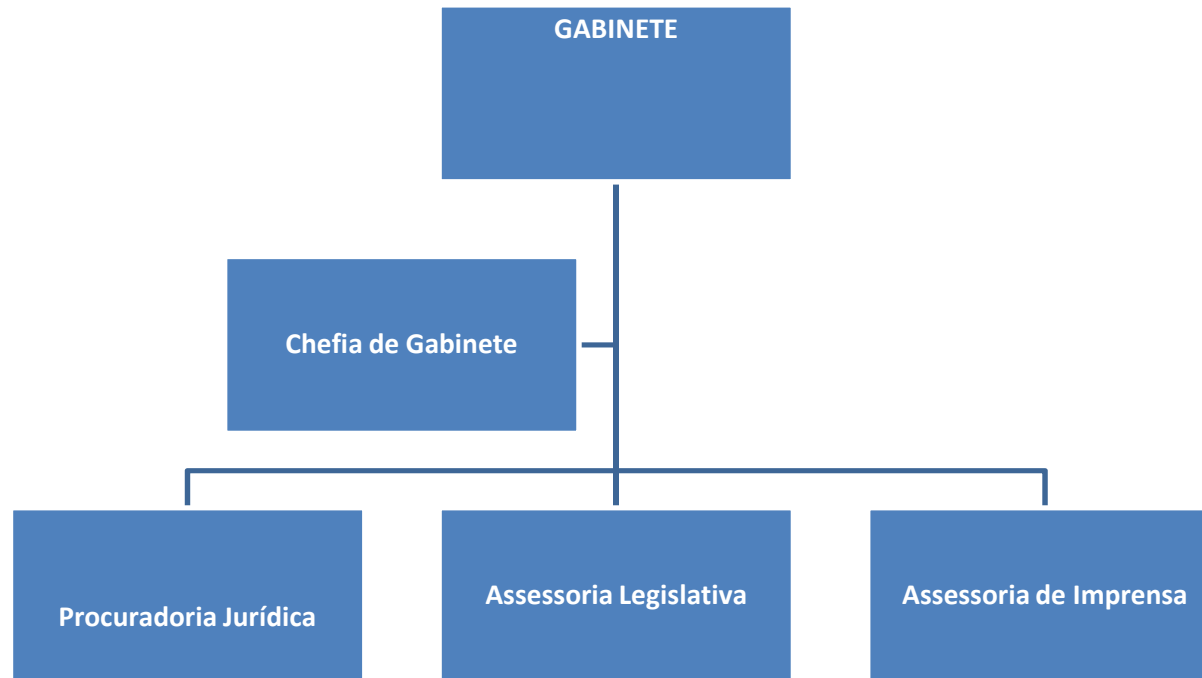 GABINETE
Chefia de Gabinete
Procuradoria Jurídica
Assessoria Legislativa
Assessoria de Imprensa